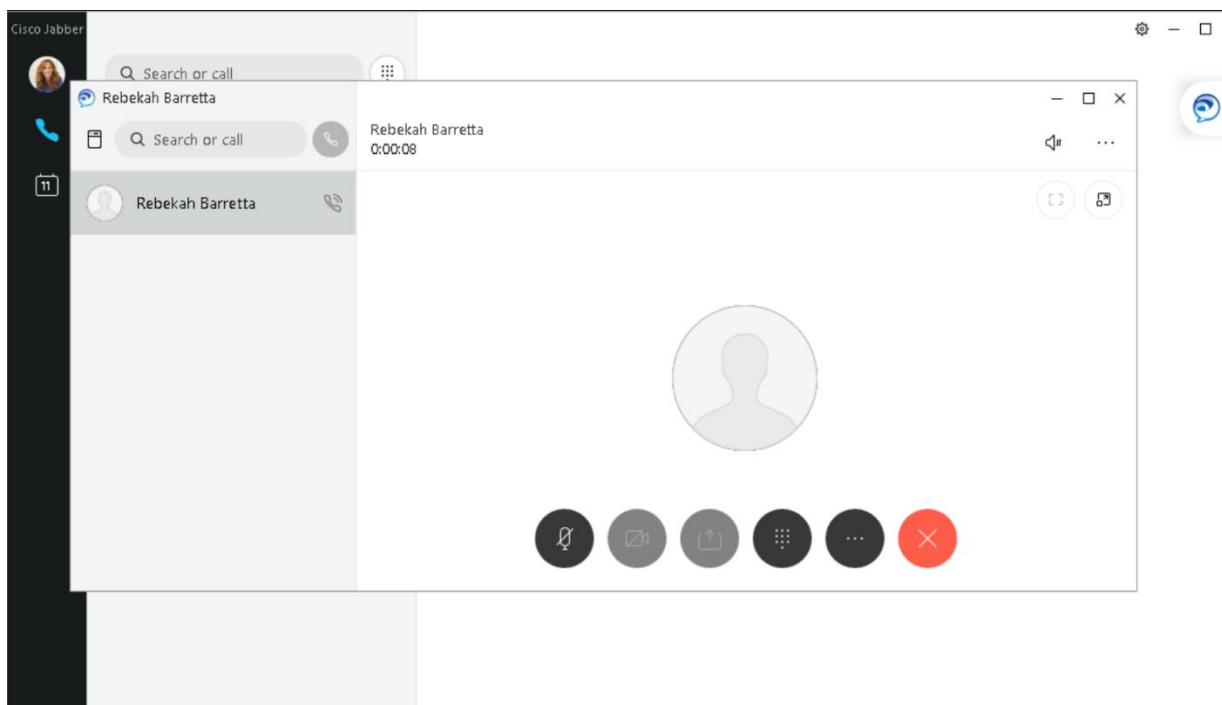 Cisco Jabber
Search or call
Rebekah Barretta
Search or call
Rebekah Barretta
0:00:08
11
Rebekah Barretta